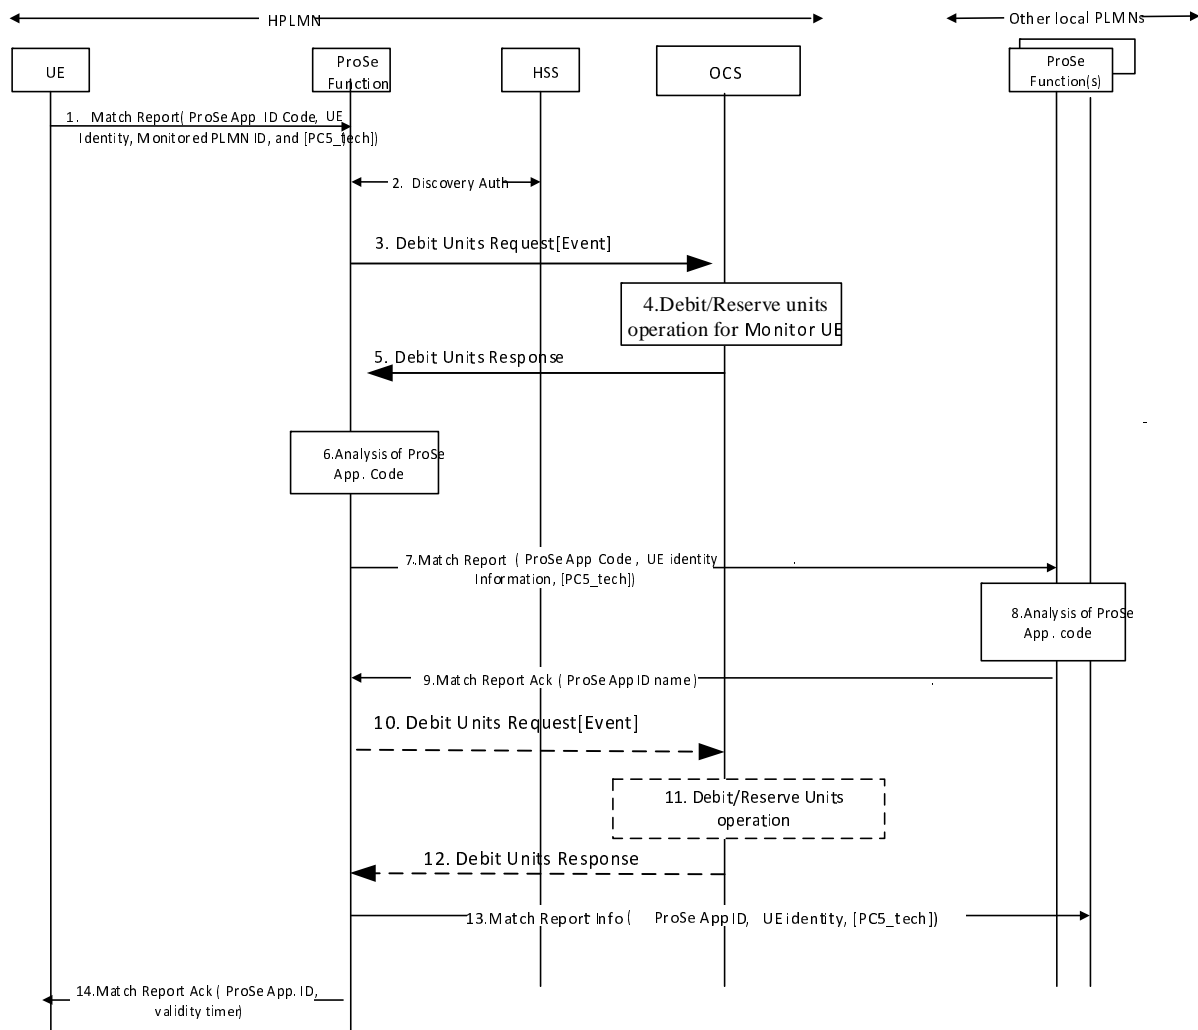 HPLMN
Other local PLMNs
UE
ProSe
Function
HSS
OCS
ProSe
Function(s)
1. Match Report( ProSe App ID Code, UE
Identity, Monitored PLMN ID, and [PC5_tech])
2. Discovery Auth
3. Debit Units Request[Event]
4.Debit/Reserve units
operation for Monitor UE
5. Debit Units Response
6.Analysis of ProSe
App. Code
7..Match Report ( ProSe App Code , UE identity
Information, [PC5_tech])
8.Analysis of ProSe
App. code
9.Match Report Ack ( ProSe App ID name)
10. Debit Units Request[Event]
11. Debit/Reserve Units
operation
12. Debit Units Response
13.Match Report Info ( ProSe App ID, UE identity, [PC5_tech])
14.Match Report Ack ( ProSe App. ID,
validity timer)